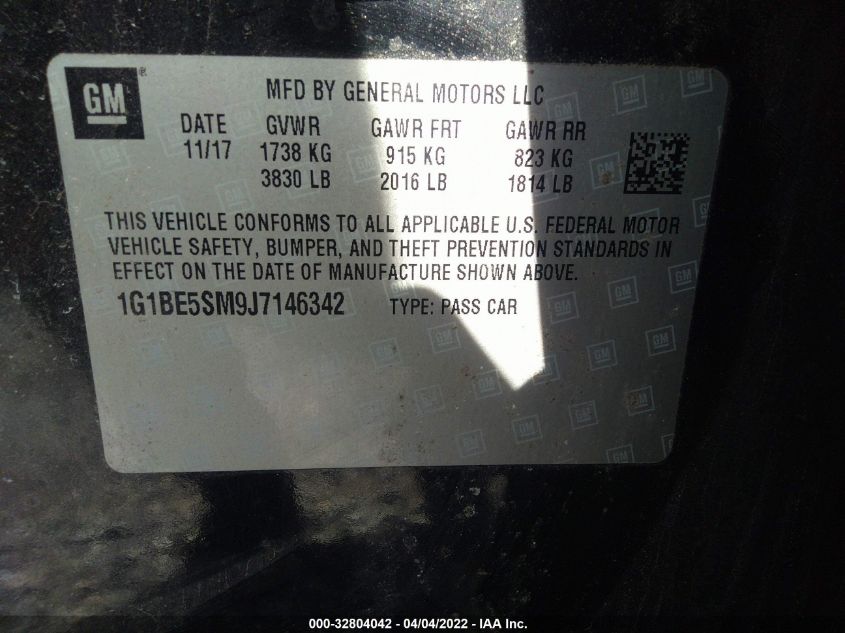 GM®
MFD BY GENERAL MOTORS LLC
DATE GVWR GAWR FRT GAWR RR
11/17 1738 KG 915 KG 823 KG
3830 LB 2016 LB 1814 LB
THIS VEHICLE CONFORMS TO ALL APPLICABLE U.S. FEDERAL MOTOR
VEHICLE SAFETY, BUMPER, AND THEFT PREVENTION STANDARDS IN
EFFECT ON THE DATE OF MANUFACTURE SHOWN ABOVE.
1G1BE5SM9J7146342 TYPE: PASS CAR
000-32804042 - 04/04/2022 - IAA Inc.